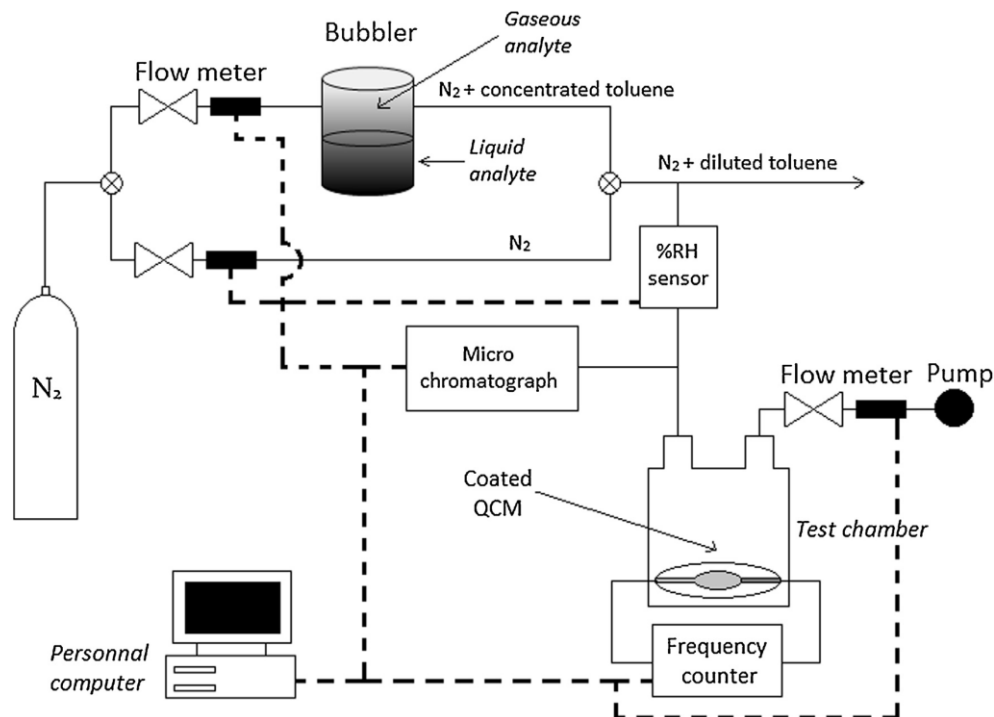 Gaseous
analyte
Bubbler
Flow meter
N₂ + concentrated toluene
Liquid
analyte
N₂ + diluted toluene
N₂
%RH
sensor
N₂
Micro
chromatograph
Flow meter
Pump
Coated
QCM
Test chamber
Personnal
computer
Frequency
counter